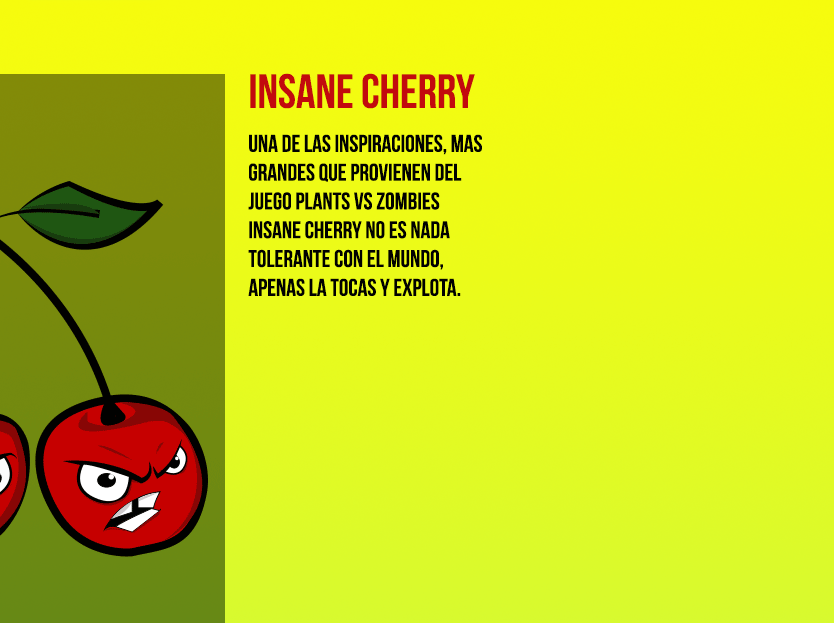 INSANE CHERRY
UNA DE LAS INSPIRACIONES, MAS
GRANDES QUE PROVIENEN DEL
JUEGO PLANTS VS ZOMBIES
INSANE CHERRY NO ES NADA
TOLERANTE CON EL MUNDO,
APENAS LA TOCAS Y EXPLOTA.